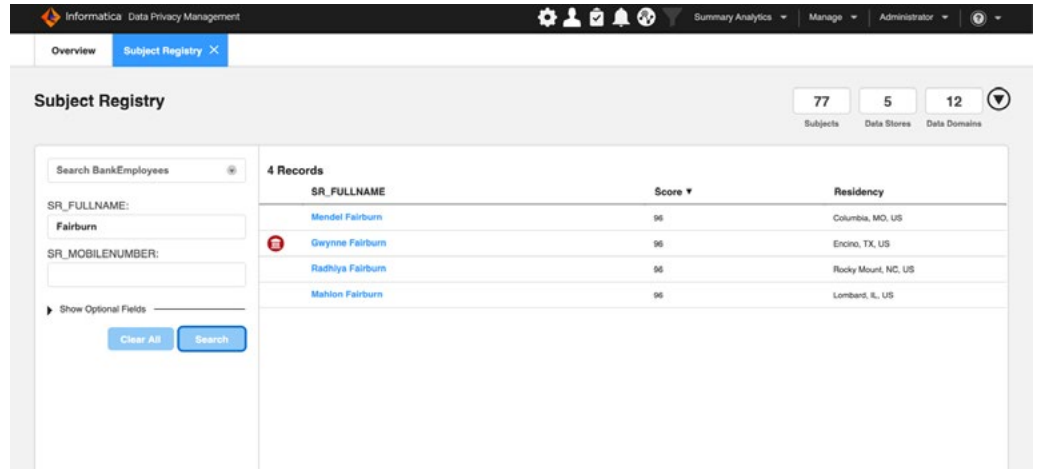 Informatica Data Privacy Management
Summary Analytics
Manage
Administrator
?
Overview
Subject Registry
Subject Registry
77
5
12
Subjects
Data Stores
Data Domains
Search BankEmployees
SR_FULLNAME:
Fairburn
SR_MOBILENUMBER:
Show Optional Fields
Clear All
Search
4 Records
SR_FULLNAME Score ▼ Residency
Mendel Fairburn 96 Columbia, MO, US
Gwynne Fairburn 96 Encino, TX, US
Radhiya Fairburn 96 Rocky Mount, NC, US
Mahlon Fairburn 96 Lombard, IL, US